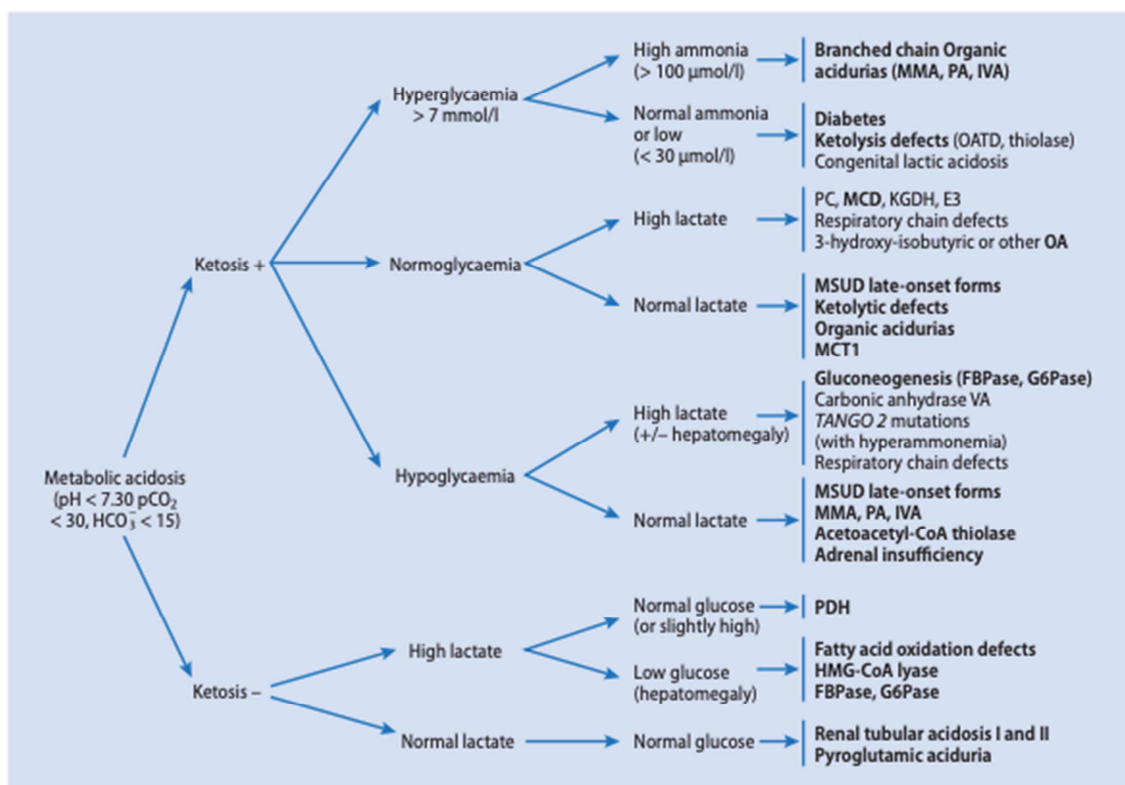 High ammonia
(> 100 µmol/l)
Branched chain Organic
acidurias (MMA, PA, IVA)
Hyperglycaemia
> 7 mmol/l
Normal ammonia
or low
(< 30 µmol/l)
Diabetes
Ketolysis defects (OATD, thiolase)
Congenital lactic acidosis
High lactate
PC, MCD, KGDH, E3
Respiratory chain defects
3-hydroxy-isobutyric or other OA
Ketosis +
Normoglycaemia
Normal lactate
MSUD late-onset forms
Ketolytic defects
Organic acidurias
MCT1
High lactate
(+/– hepatomegaly)
Gluconeogenesis (FBPase, G6Pase)
Carbonic anhydrase VA
TANGO 2 mutations
(with hyperammonemia)
Respiratory chain defects
Metabolic acidosis
(pH < 7.30 pCO₂
< 30, HCO₃⁻ < 15)
Hypoglycaemia
Normal lactate
MSUD late-onset forms
MMA, PA, IVA
Acetoacetyl-CoA thiolase
Adrenal insufficiency
Normal glucose
(or slightly high)
PDH
High lactate
Low glucose
(hepatomegaly)
Fatty acid oxidation defects
HMG-CoA lyase
FBPase, G6Pase
Ketosis –
Normal lactate
Normal glucose
Renal tubular acidosis I and II
Pyroglutamic aciduria